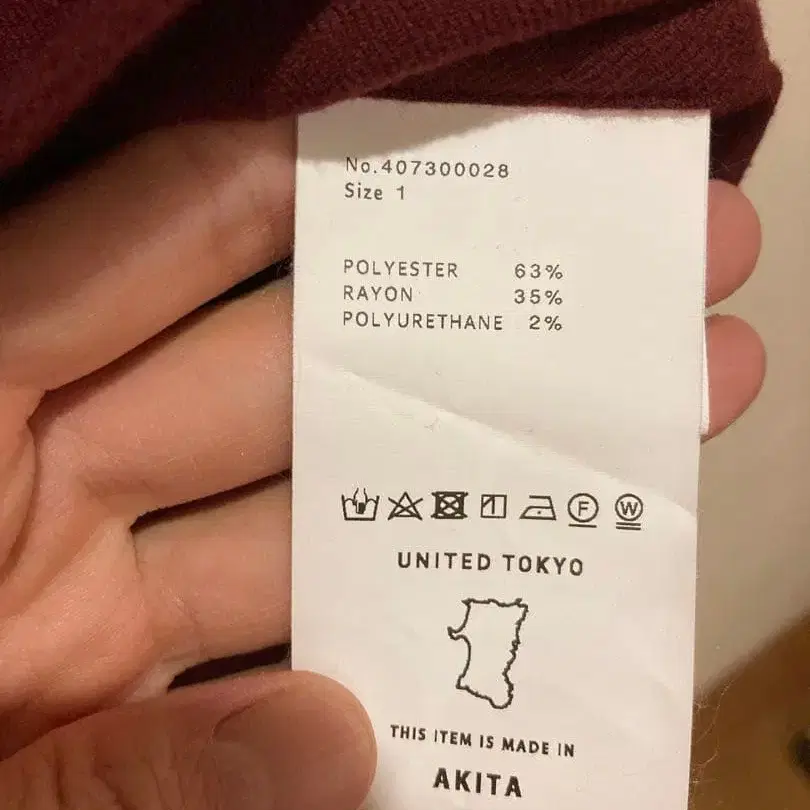 No.407300028
Size 1
POLYESTER 63%
RAYON 35%
POLYURETHANE 2%
F W
UNITED TOKYO
THIS ITEM IS MADE IN
AKITA